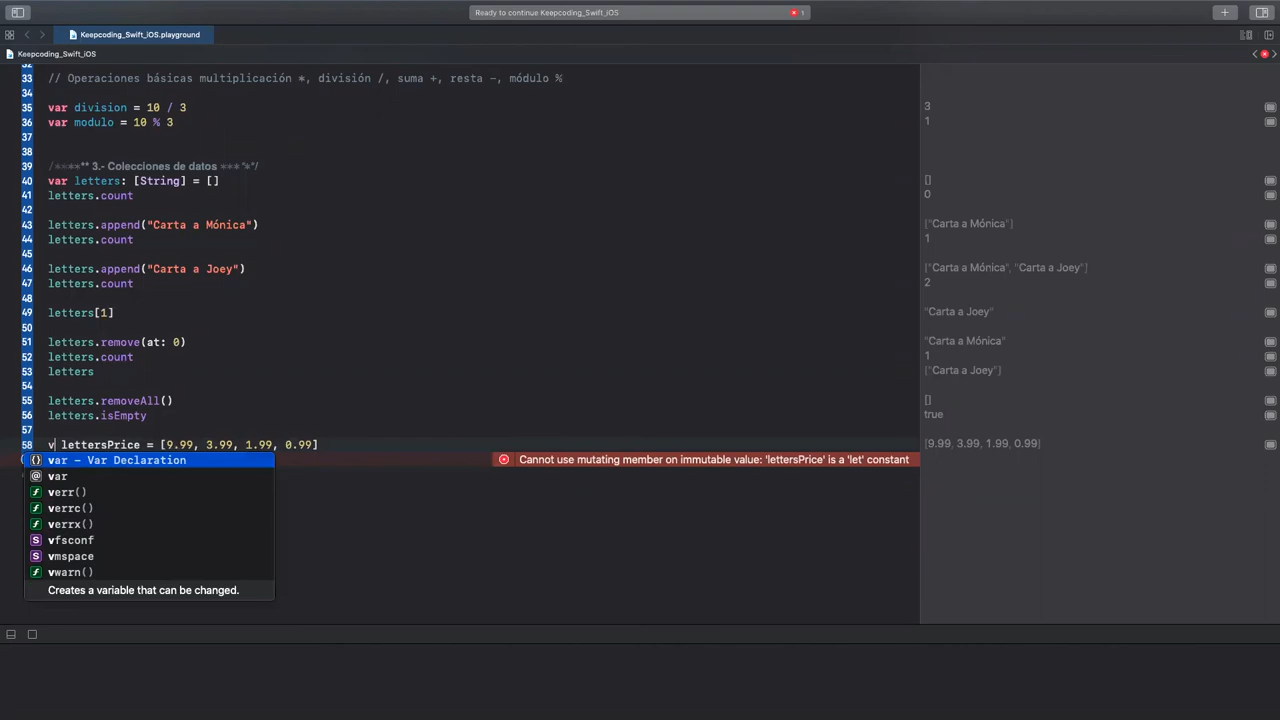 Ready to continue Keepcoding_Swift_iOS
1
Keepcoding_Swift_iOS.playground
Keepcoding_Swift_iOS
32
33 // Operaciones básicas multiplicación *, división /, suma +, resta -, módulo %
34
35 var division = 10 / 3
3
36 var modulo = 10 % 3
1
37
38
39 /****** 3.- Colecciones de datos ******/
40 var letters: [String] = []
[]
41 letters.count
0
42
43 letters.append("Carta a Mónica")
["Carta a Mónica"]
44 letters.count
1
45
46 letters.append("Carta a Joey")
["Carta a Mónica", "Carta a Joey"]
47 letters.count
2
48
49 letters[1]
"Carta a Joey"
50
51 letters.remove(at: 0)
"Carta a Mónica"
52 letters.count
1
53 letters
["Carta a Joey"]
54
55 letters.removeAll()
[]
56 letters.isEmpty
true
57
58 v lettersPrice = [9.99, 3.99, 1.99, 0.99]
[9.99, 3.99, 1.99, 0.99]
var – Var Declaration
Cannot use mutating member on immutable value: 'lettersPrice' is a 'let' constant
var
verr()
verrc()
verrx()
vfsconf
vmspace
vwarn()
Creates a variable that can be changed.